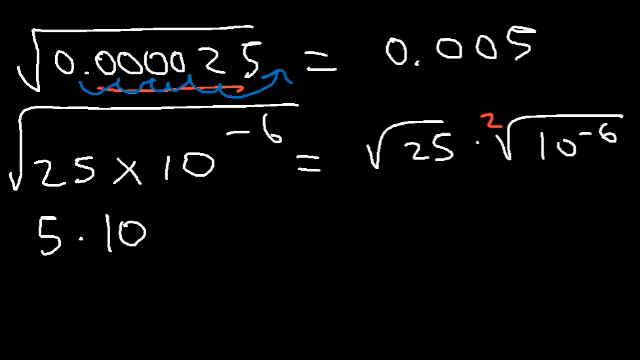 √0.000025 = 0.005
√25 × 10⁻⁶ = √25 · ²√10⁻⁶
5 · 10